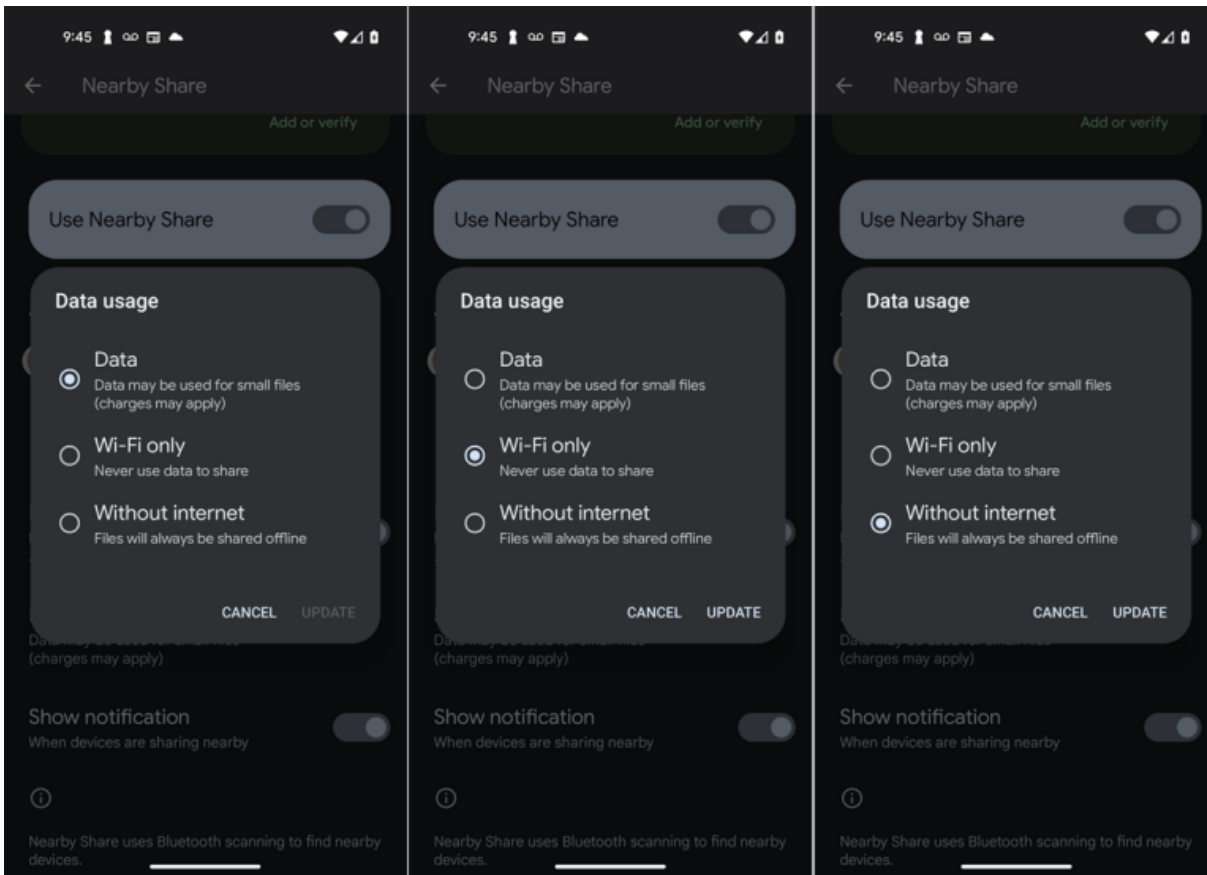 9:45
Nearby Share
Add or verify
Use Nearby Share
Data usage
Data
Data may be used for small files
(charges may apply)
Wi-Fi only
Never use data to share
Without internet
Files will always be shared offline
CANCEL UPDATE
(charges may apply)
Show notification
When devices are sharing nearby
Nearby Share uses Bluetooth scanning to find nearby
devices.
9:45
Nearby Share
Add or verify
Use Nearby Share
Data usage
Data
Data may be used for small files
(charges may apply)
Wi-Fi only
Never use data to share
Without internet
Files will always be shared offline
CANCEL UPDATE
(charges may apply)
Show notification
When devices are sharing nearby
Nearby Share uses Bluetooth scanning to find nearby
devices.
9:45
Nearby Share
Add or verify
Use Nearby Share
Data usage
Data
Data may be used for small files
(charges may apply)
Wi-Fi only
Never use data to share
Without internet
Files will always be shared offline
CANCEL UPDATE
(charges may apply)
Show notification
When devices are sharing nearby
Nearby Share uses Bluetooth scanning to find nearby
devices.